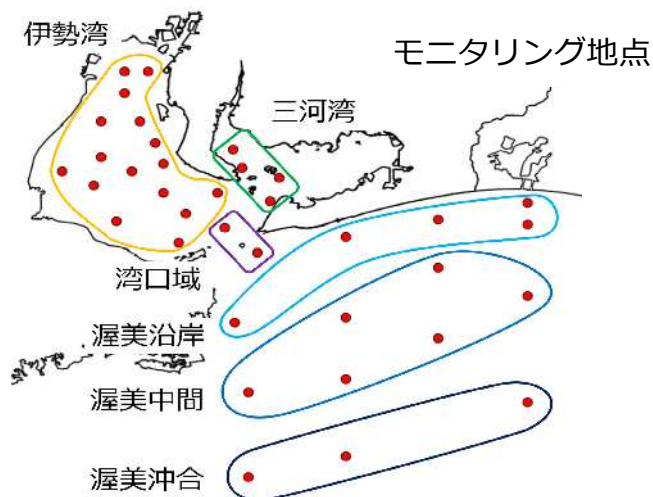 伊勢湾
モニタリング地点
三河湾
湾口域
渥美沿岸
渥美中間
渥美沖合